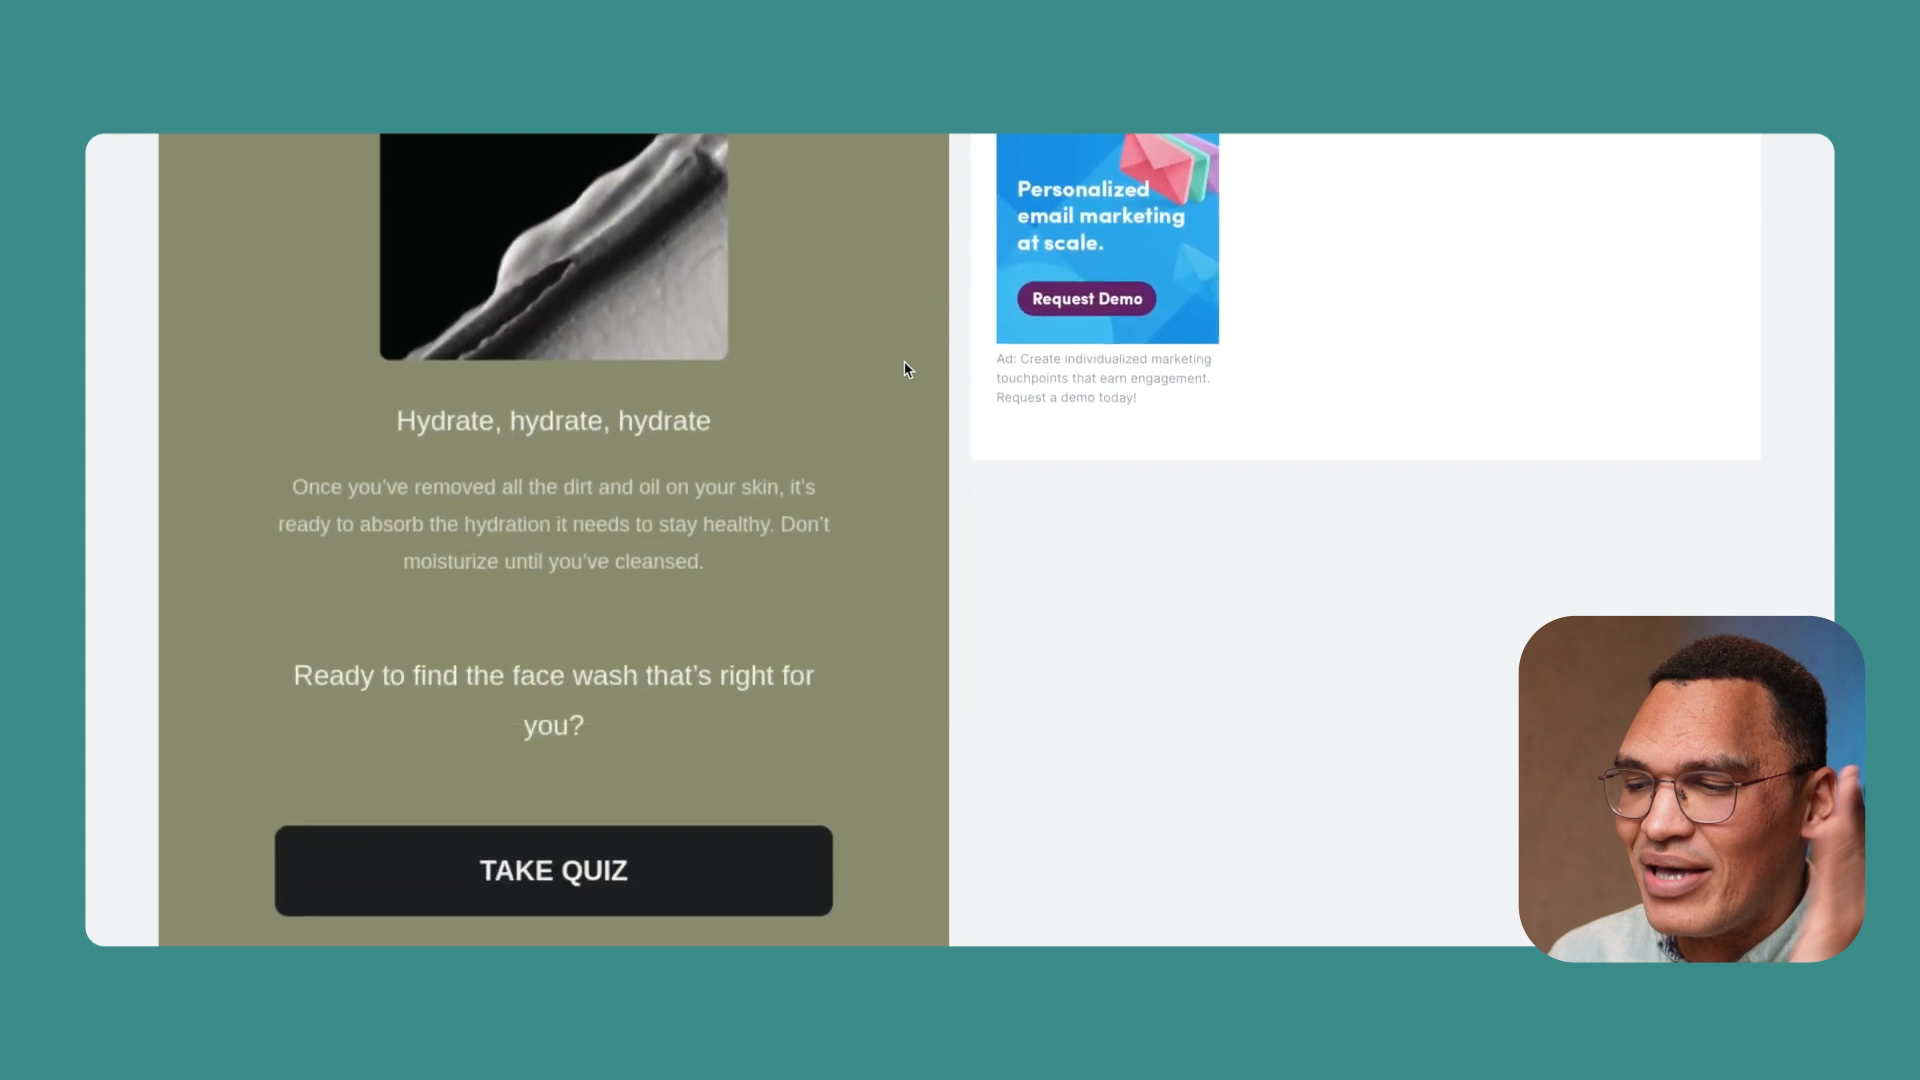 Hydrate, hydrate, hydrate
Once you’ve removed all the dirt and oil on your skin, it’s
ready to absorb the hydration it needs to stay healthy. Don’t
moisturize until you’ve cleansed.
Ready to find the face wash that’s right for
you?
TAKE QUIZ
Personalized
email marketing
at scale.
Request Demo
Ad: Create individualized marketing
touchpoints that earn engagement.
Request a demo today!